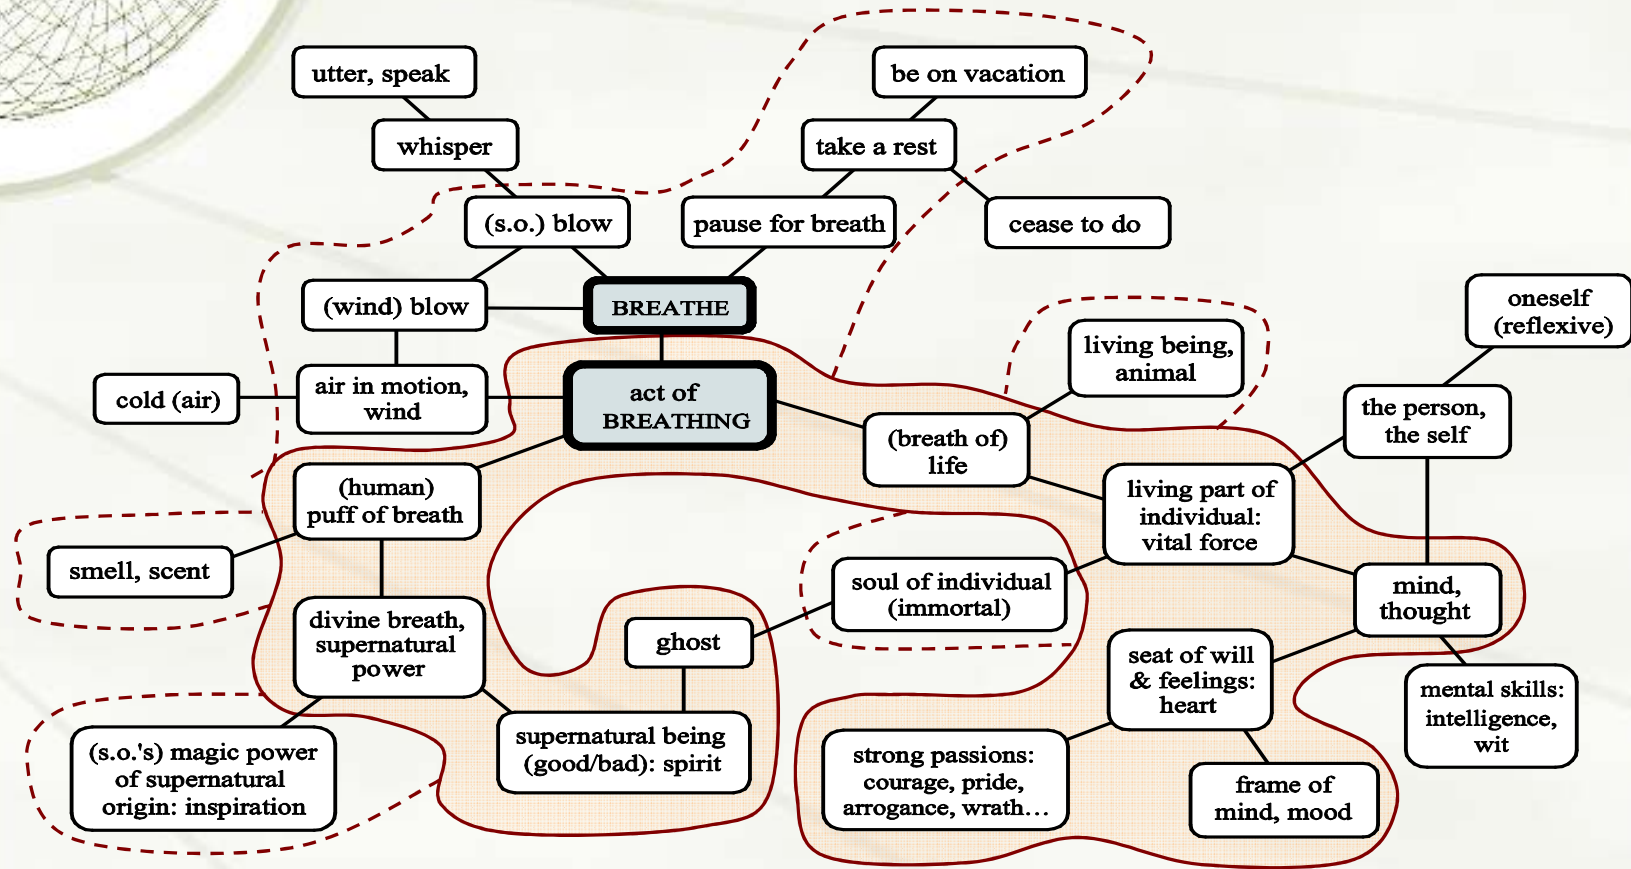 utter, speak
be on vacation
whisper
take a rest
(s.o.) blow
pause for breath
cease to do
(wind) blow
BREATHE
oneself
(reflexive)
living being,
animal
cold (air)
air in motion,
wind
act of
BREATHING
the person,
the self
(breath of)
life
(human)
puff of breath
living part of
individual:
vital force
smell, scent
soul of individual
(immortal)
mind,
thought
divine breath,
supernatural
power
ghost
seat of will
& feelings:
heart
mental skills:
intelligence,
wit
(s.o.'s) magic power
of supernatural
origin: inspiration
supernatural being
(good/bad): spirit
strong passions:
courage, pride,
arrogance, wrath…
frame of
mind, mood